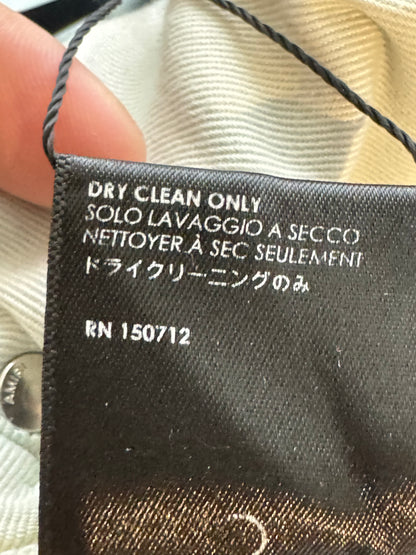 DRY CLEAN ONLY
SOLO LAVAGGIO A SECCO
NETTOYER À SEC SEULEMENT
ドライクリーニングのみ
RN 150712